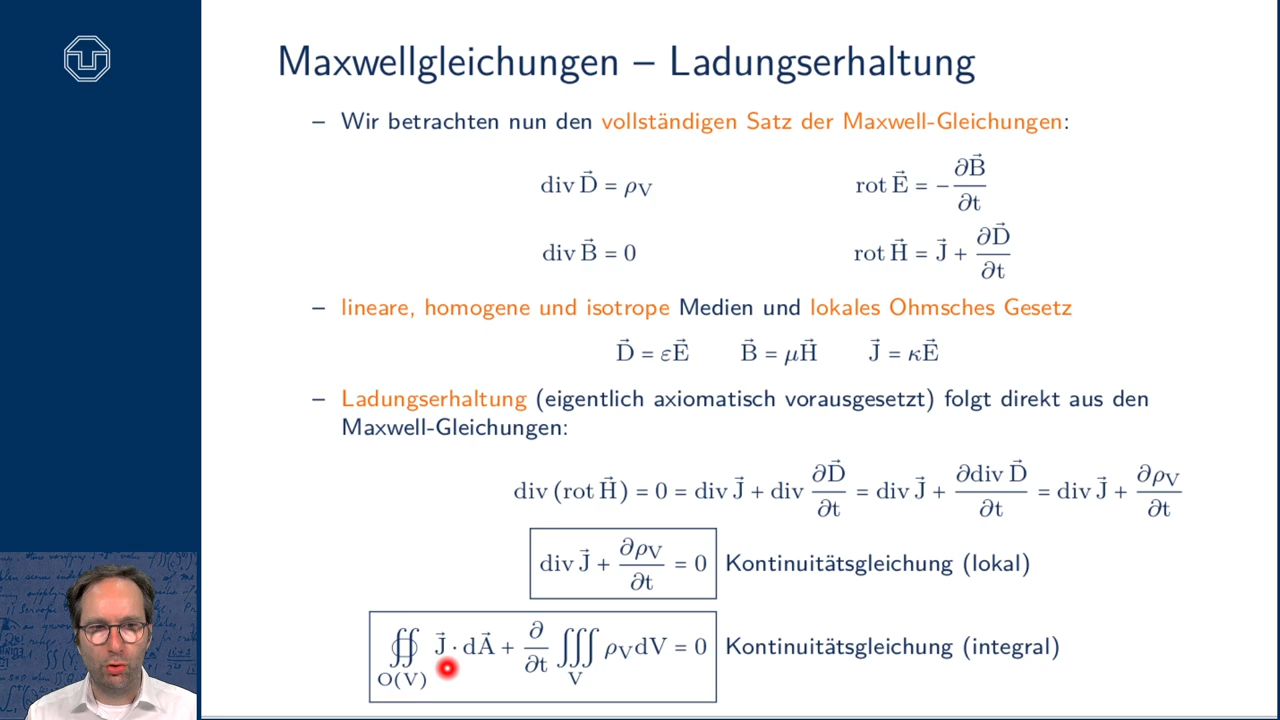 Maxwellgleichungen – Ladungserhaltung
– Wir betrachten nun den vollständigen Satz der Maxwell-Gleichungen:
div D⃗ = ρ_V    rot E⃗ = − ∂B⃗/∂t
div B⃗ = 0    rot H⃗ = J⃗ + ∂D⃗/∂t
– lineare, homogene und isotrope Medien und lokales Ohmsches Gesetz
D⃗ = εE⃗    B⃗ = μH⃗    J⃗ = κE⃗
– Ladungserhaltung (eigentlich axiomatisch vorausgesetzt) folgt direkt aus den
Maxwell-Gleichungen:
div (rot H⃗) = 0 = div J⃗ + div ∂D⃗/∂t = div J⃗ + ∂div D⃗/∂t = div J⃗ + ∂ρ_V/∂t
div J⃗ + ∂ρ_V/∂t = 0 Kontinuitätsgleichung (lokal)
∯_O(V) J⃗ · dA⃗ + ∂/∂t ∭_V ρ_V dV = 0 Kontinuitätsgleichung (integral)